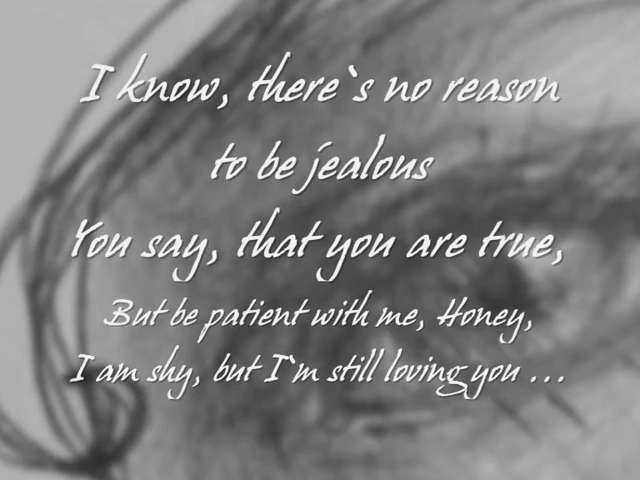 I know, there`s no reason
to be jealous
You say, that you are true,
But be patient with me, Honey,
I am shy, but I`m still loving you ...